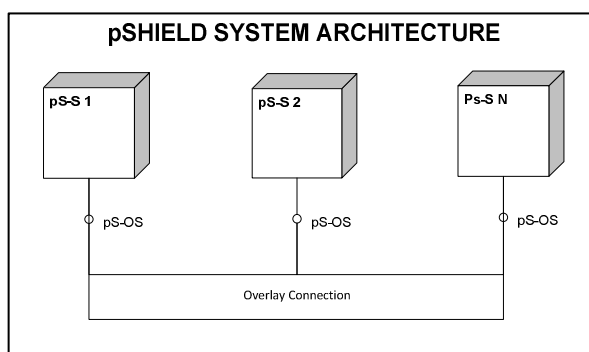 pSHIELD SYSTEM ARCHITECTURE
pS-S 1
pS-S 2
Ps-S N
pS-OS
pS-OS
pS-OS
Overlay Connection